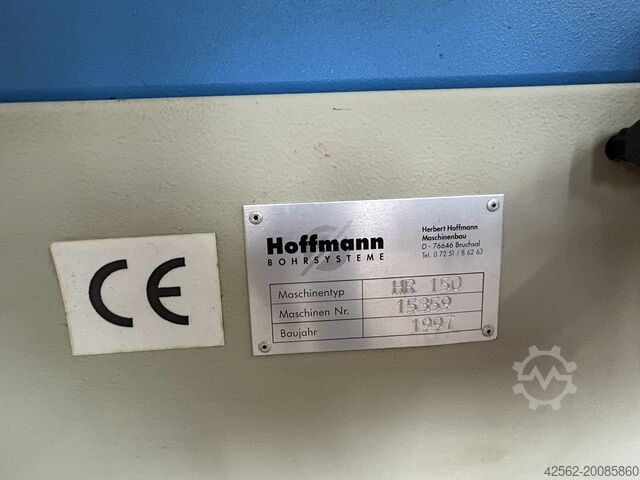 Hoffmann
BOHRSYSTEME
Herbert Hoffmann
Maschinenbau
D - 76646 Bruchsal
Tel. 0 72 51 / 8 62 63
Maschinentyp HR 150
Maschinen Nr. 15359
Baujahr 1997
CE
42562-20085860